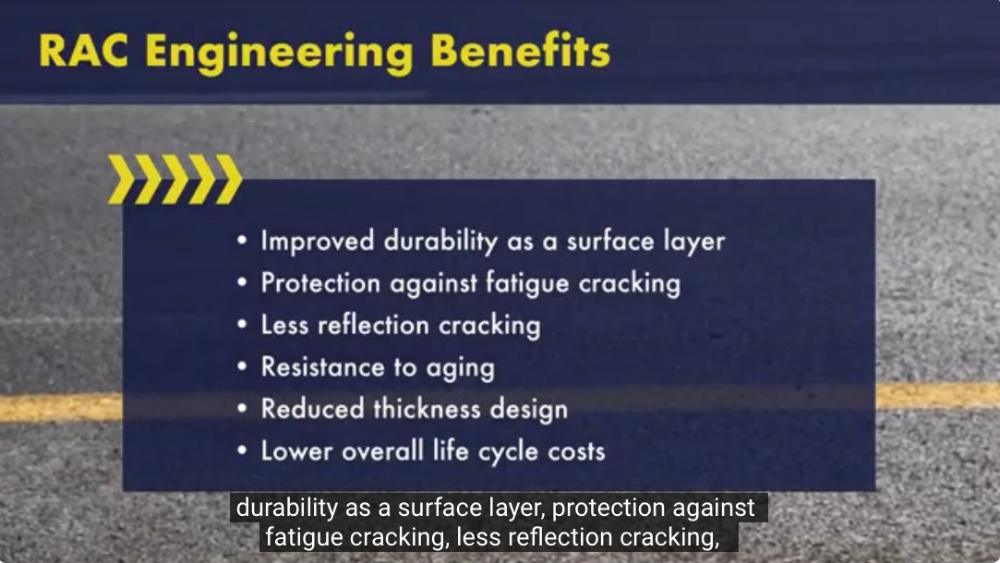 RAC Engineering Benefits
• Improved durability as a surface layer
• Protection against fatigue cracking
• Less reflection cracking
• Resistance to aging
• Reduced thickness design
• Lower overall life cycle costs
durability as a surface layer, protection against
fatigue cracking, less reflection cracking,